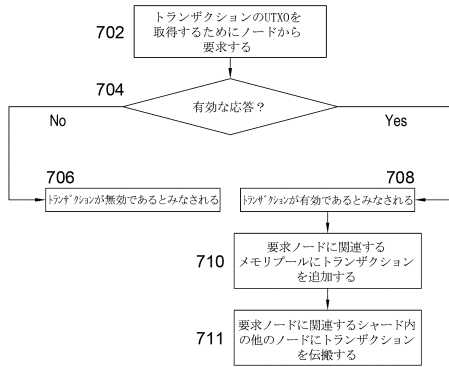 702
トランザクションのUTXOを
取得するためにノードから
要求する
704
有効な応答？
No
Yes
706
ﾄﾗﾝｻﾞｸｼｮﾝが無効であるとみなされる
708
ﾄﾗﾝｻﾞｸｼｮﾝが有効であるとみなされる
710
要求ノードに関連する
メモリプールにトランザクション
を追加する
711
要求ノードに関連するシャード内
の他のノードにトランザクション
を伝搬する